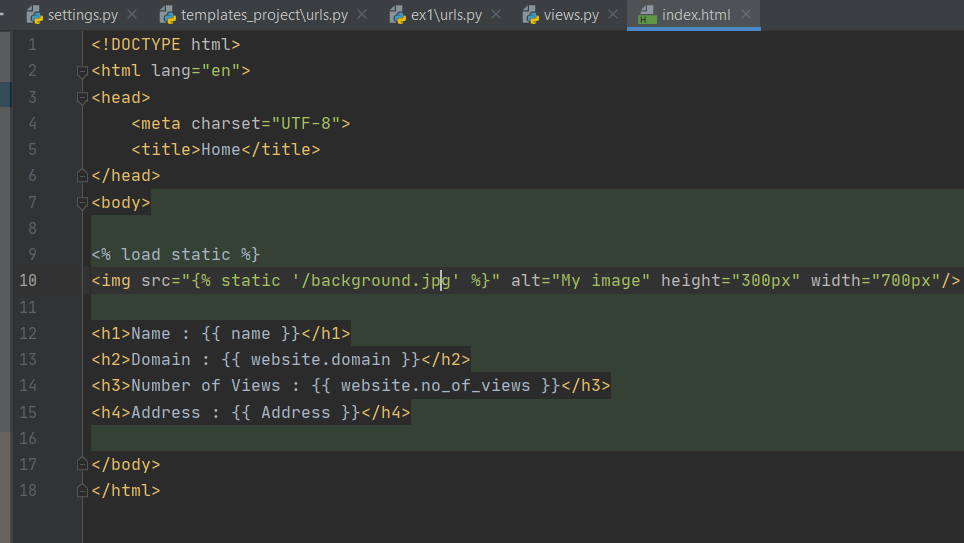 settings.py templates_project\urls.py ex1\urls.py views.py H index.html
1 <!DOCTYPE html>
2 <html lang="en">
3 <head>
4 <meta charset="UTF-8">
5 <title>Home</title>
6 </head>
7 <body>
8
9 <% load static %}
10 <img src="{% static '/background.jpg' %}" alt="My image" height="300px" width="700px"/>
11
12 <h1>Name : {{ name }}</h1>
13 <h2>Domain : {{ website.domain }}</h2>
14 <h3>Number of Views : {{ website.no_of_views }}</h3>
15 <h4>Address : {{ Address }}</h4>
16
17 </body>
18 </html>